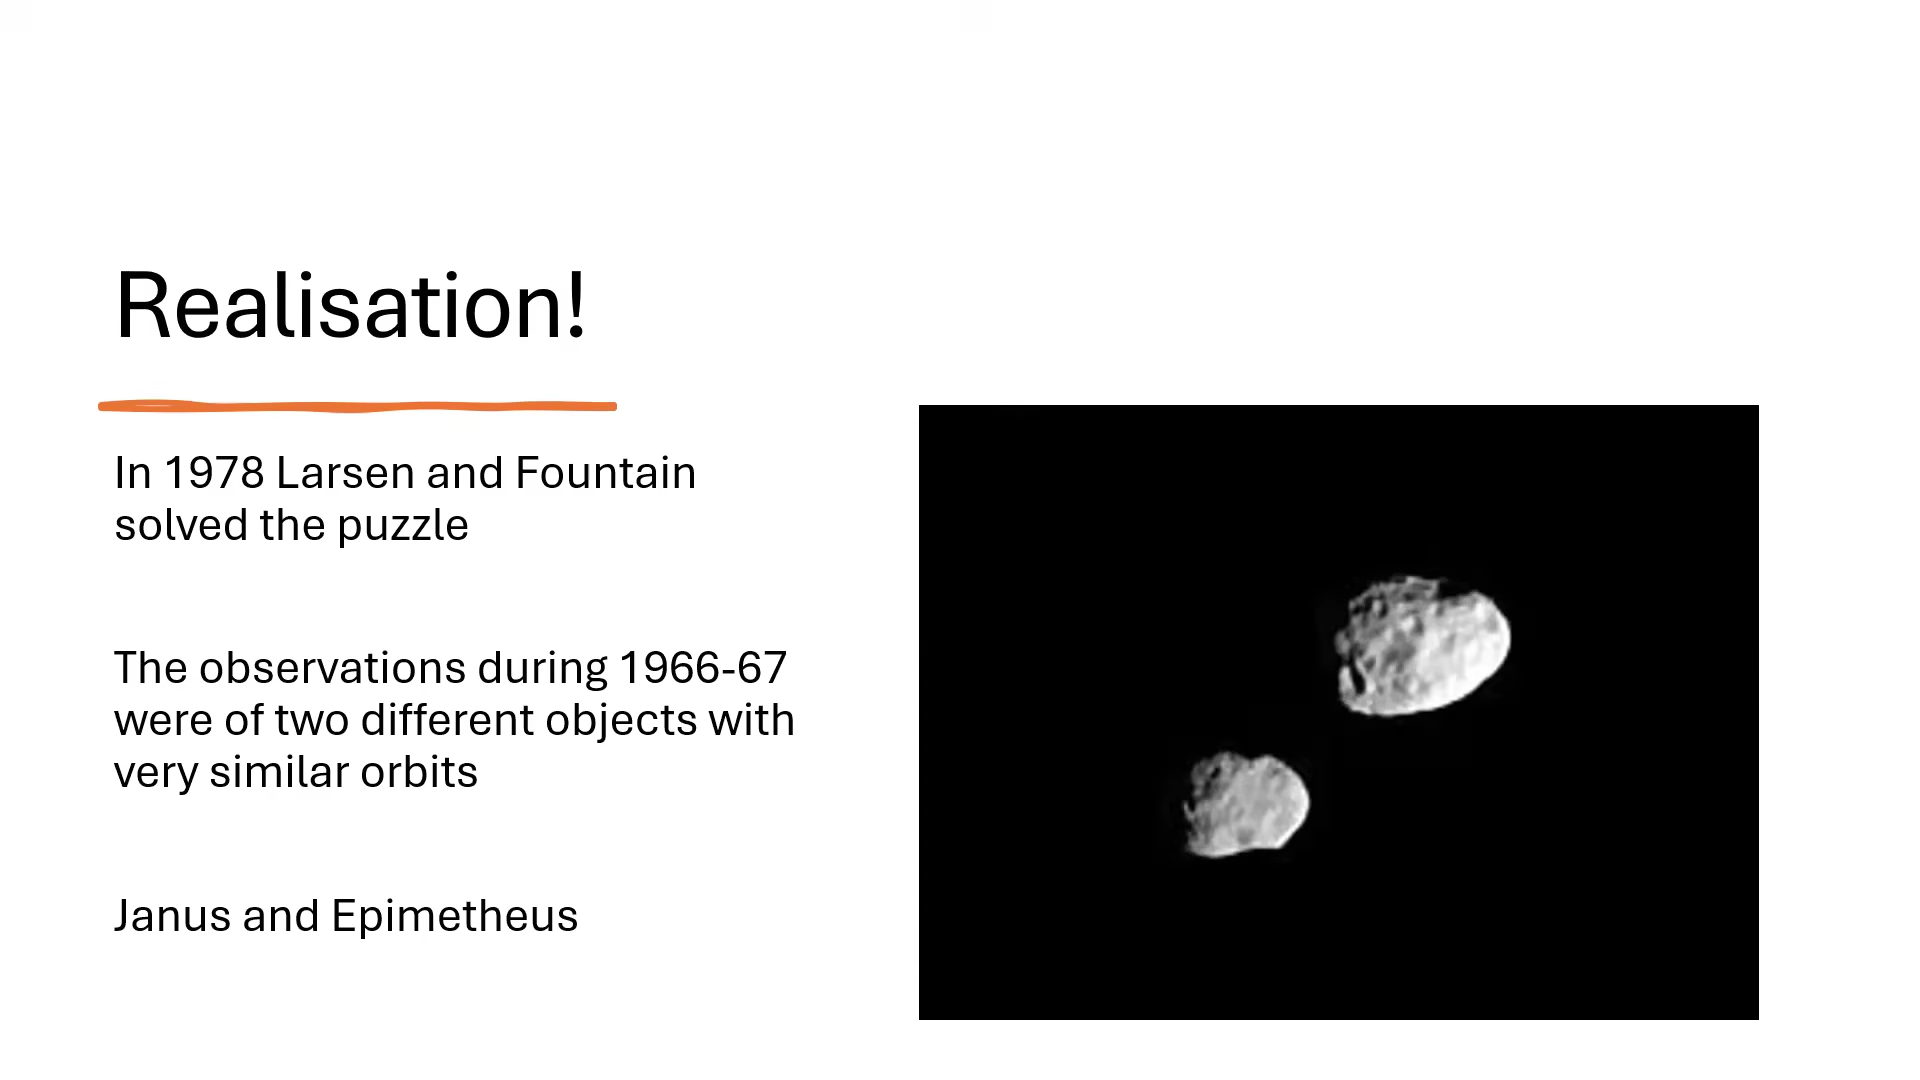 Realisation!
In 1978 Larsen and Fountain
solved the puzzle
The observations during 1966-67
were of two different objects with
very similar orbits
Janus and Epimetheus